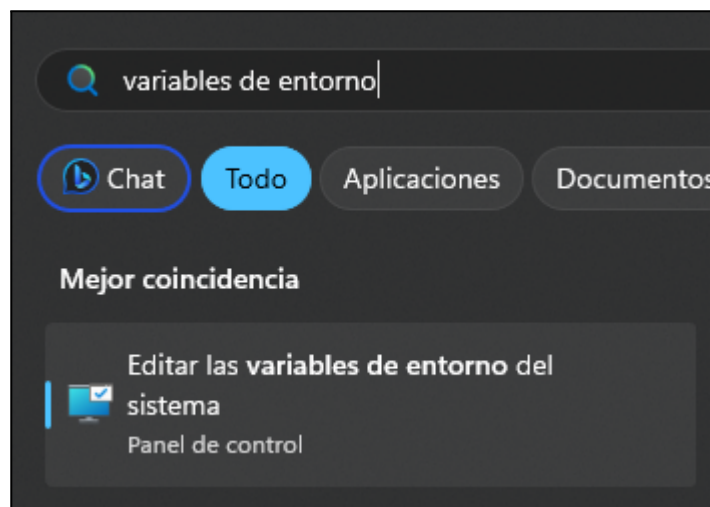 variables de entorno
Chat Todo Aplicaciones Documentos
Mejor coincidencia
Editar las variables de entorno del
sistema
Panel de control